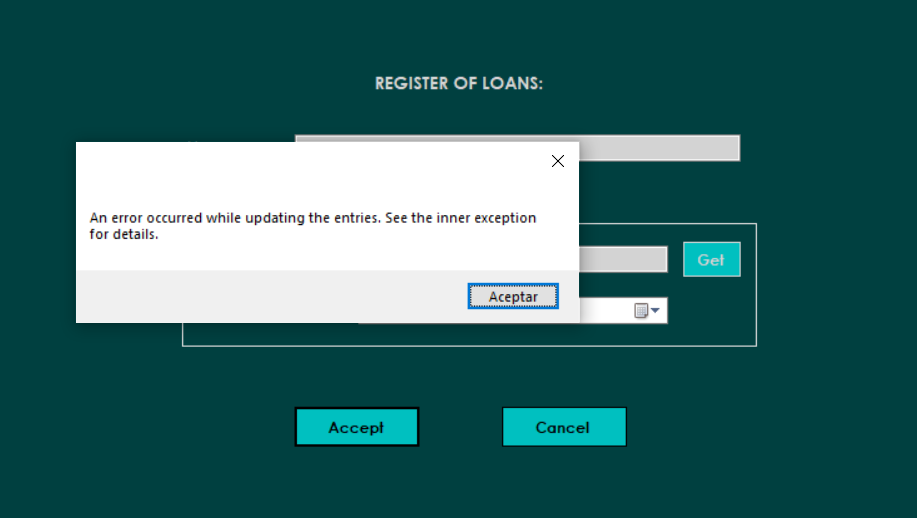 REGISTER OF LOANS:
An error occurred while updating the entries. See the inner exception
for details.
Aceptar
Get
Accept
Cancel